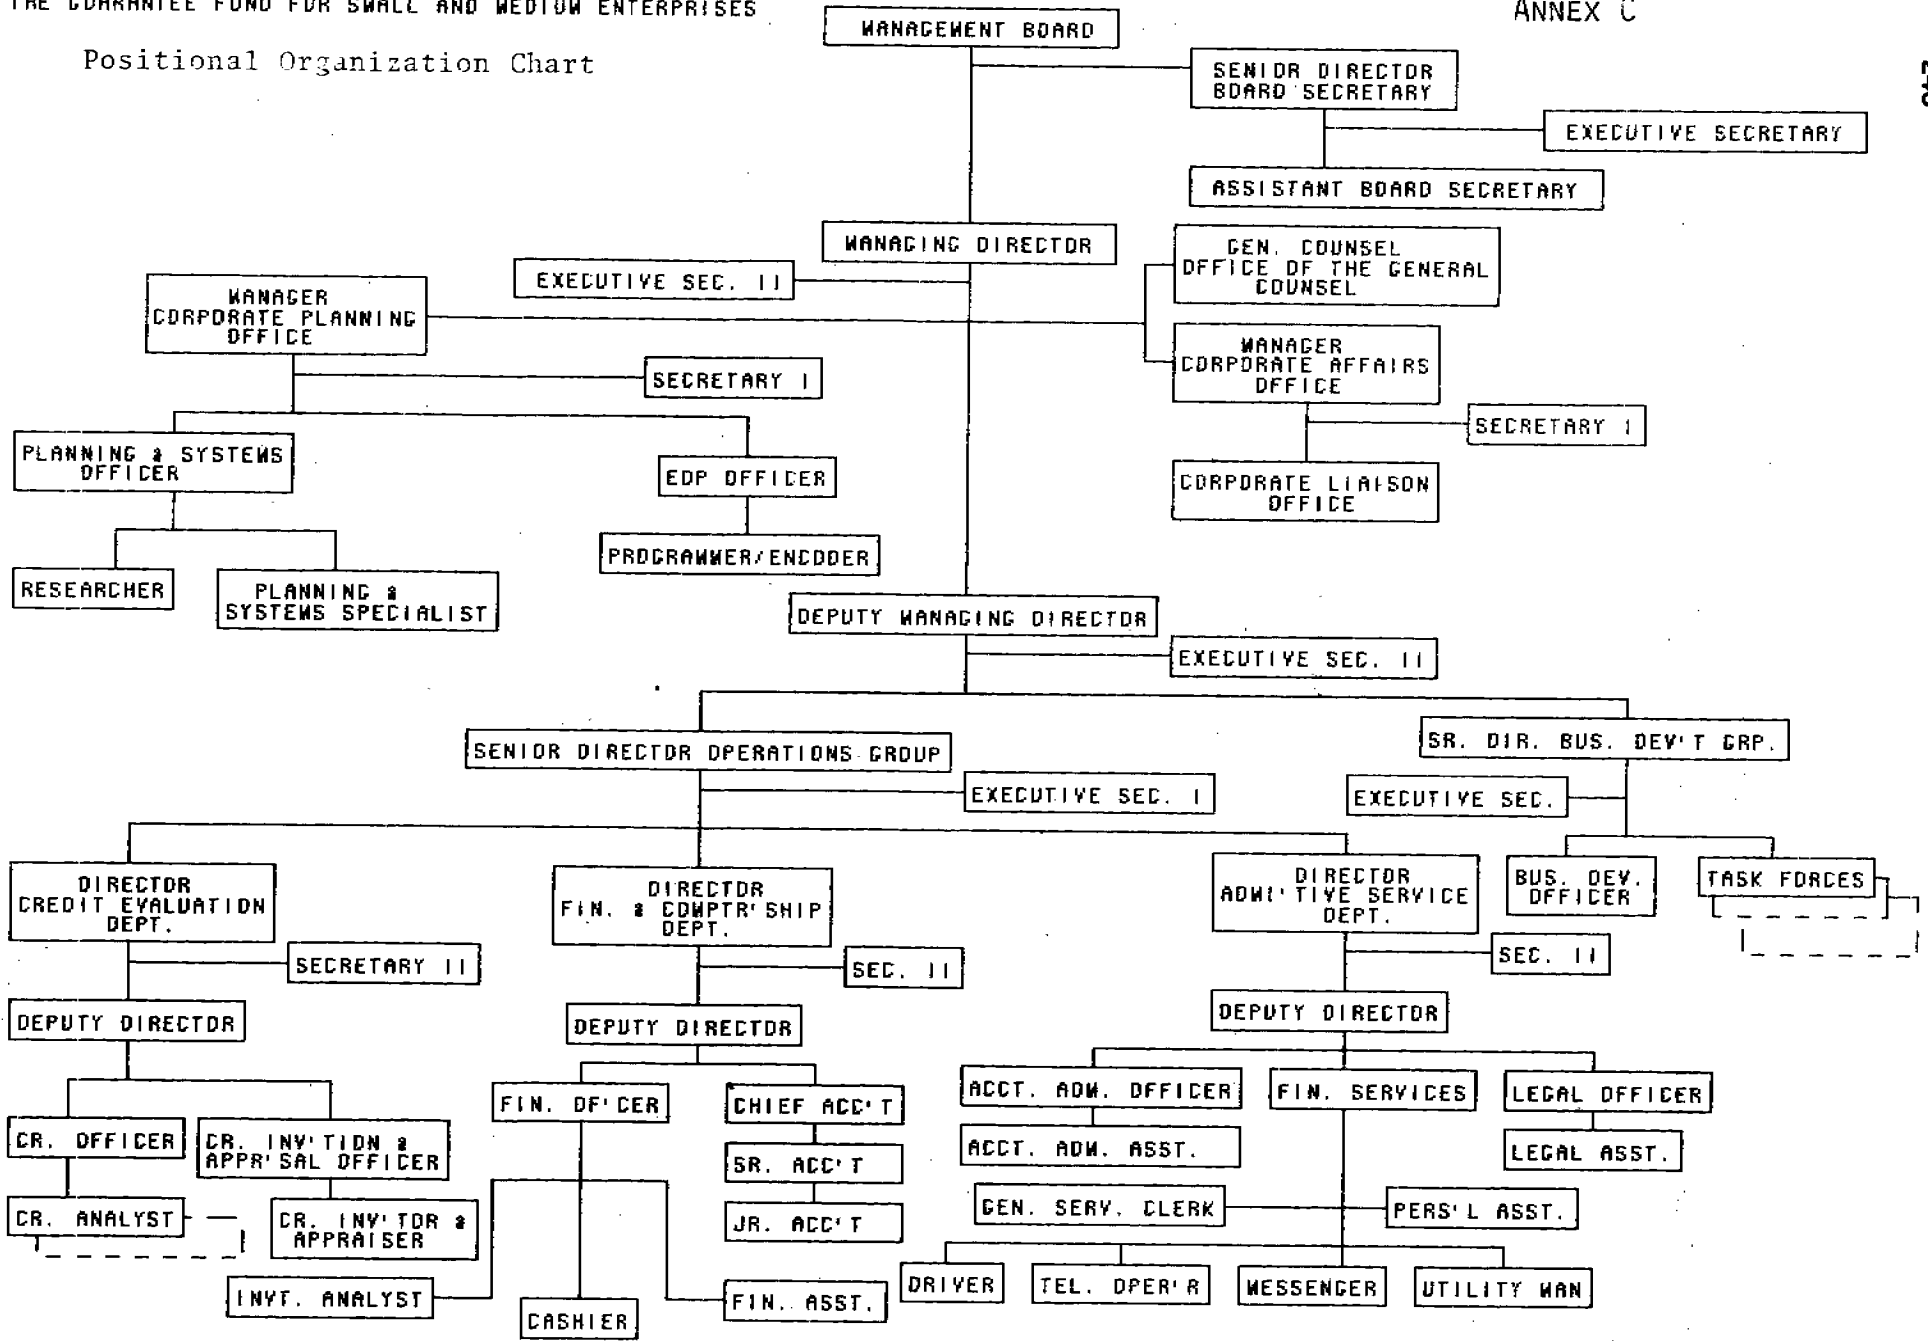 THE GUARANTEE FUND FOR SMALL AND MEDIUM ENTERPRISES
ANNEX C
Positional Organization Chart
MANAGEMENT BOARD
SENIOR DIRECTOR
BOARD SECRETARY
EXECUTIVE SECRETARY
ASSISTANT BOARD SECRETARY
MANAGING DIRECTOR
GEN. COUNSEL
OFFICE OF THE GENERAL
COUNSEL
EXECUTIVE SEC. II
MANAGER
CORPORATE PLANNING
OFFICE
MANAGER
CORPORATE AFFAIRS
OFFICE
SECRETARY I
SECRETARY I
PLANNING & SYSTEMS
OFFICER
EDP OFFICER
CORPORATE LIAISON
OFFICE
PROGRAMMER/ENCODER
RESEARCHER
PLANNING &
SYSTEMS SPECIALIST
DEPUTY MANAGING DIRECTOR
EXECUTIVE SEC. II
SENIOR DIRECTOR OPERATIONS GROUP
SR. DIR. BUS. DEV'T GRP.
EXECUTIVE SEC. I
EXECUTIVE SEC.
DIRECTOR
CREDIT EVALUATION
DEPT.
DIRECTOR
FIN. & COMPTR'SHIP
DEPT.
DIRECTOR
ADMI'TIVE SERVICE
DEPT.
BUS. DEV.
OFFICER
TASK FORCES
SECRETARY II
SEC. II
SEC. II
DEPUTY DIRECTOR
DEPUTY DIRECTOR
DEPUTY DIRECTOR
FIN. OF'CER
CHIEF ACC'T
ACCT. ADM. OFFICER
FIN. SERVICES
LEGAL OFFICER
CR. OFFICER
CR. INV'TION &
APPR'SAL OFFICER
SR. ACC'T
ACCT. ADM. ASST.
LEGAL ASST.
CR. ANALYST
CR. INV'TOR &
APPRAISER
JR. ACC'T
GEN. SERV. CLERK
PERS'L ASST.
INVT. ANALYST
CASHIER
FIN. ASST.
DRIVER
TEL. OPER'R
MESSENGER
UTILITY MAN